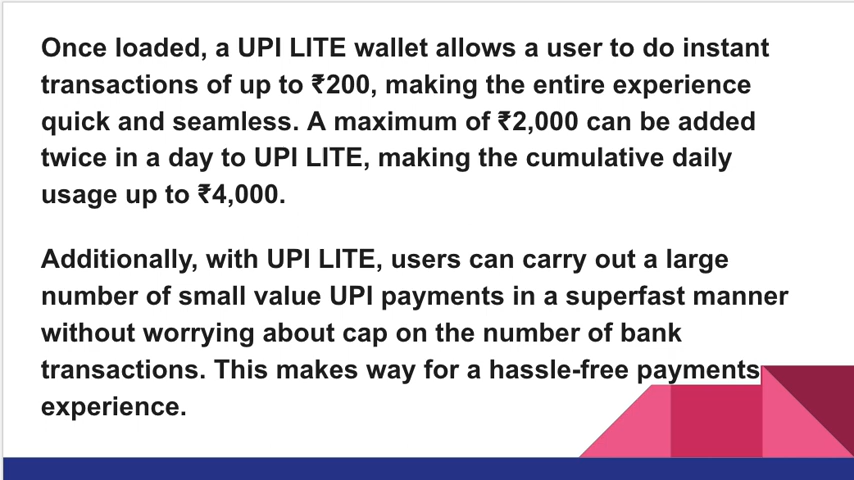 Once loaded, a UPI LITE wallet allows a user to do instant
transactions of up to ₹200, making the entire experience
quick and seamless. A maximum of ₹2,000 can be added
twice in a day to UPI LITE, making the cumulative daily
usage up to ₹4,000.
Additionally, with UPI LITE, users can carry out a large
number of small value UPI payments in a superfast manner
without worrying about cap on the number of bank
transactions. This makes way for a hassle-free payments
experience.